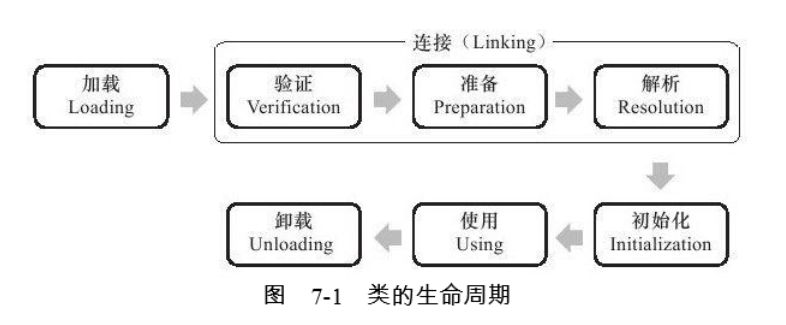 连接（Linking）
加载
Loading
验证
Verification
准备
Preparation
解析
Resolution
初始化
Initialization
使用
Using
卸载
Unloading
图 7-1 类的生命周期